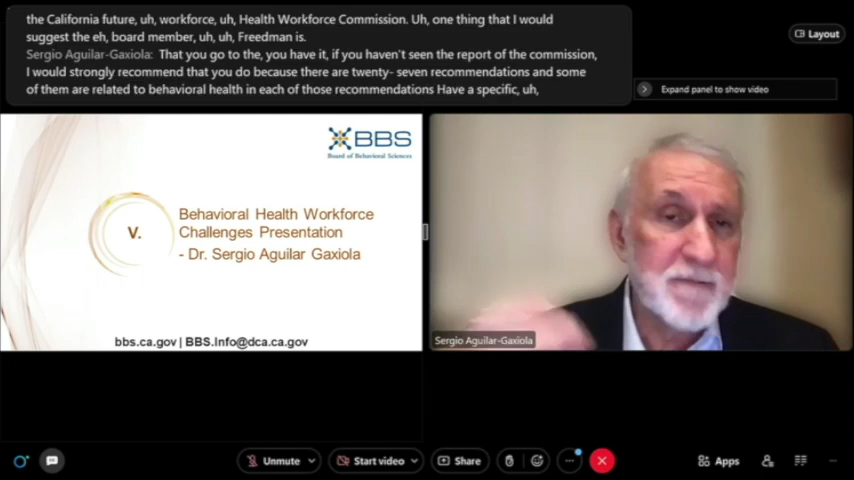 the California future, uh, workforce, uh, Health Workforce Commission. Uh, one thing that I would
suggest the eh, board member, uh, uh, Freedman is.
Sergio Aguilar-Gaxiola: That you go to the, you have it, if you haven't seen the report of the commission,
I would strongly recommend that you do because there are twenty- seven recommendations and some
of them are related to behavioral health in each of those recommendations Have a specific, uh,
Layout
Expand panel to show video
BBS
Board of Behavioral Sciences
V.
Behavioral Health Workforce
Challenges Presentation
- Dr. Sergio Aguilar Gaxiola
bbs.ca.gov | BBS.Info@dca.ca.gov
Sergio Aguilar-Gaxiola
Unmute
Start video
Share
Apps